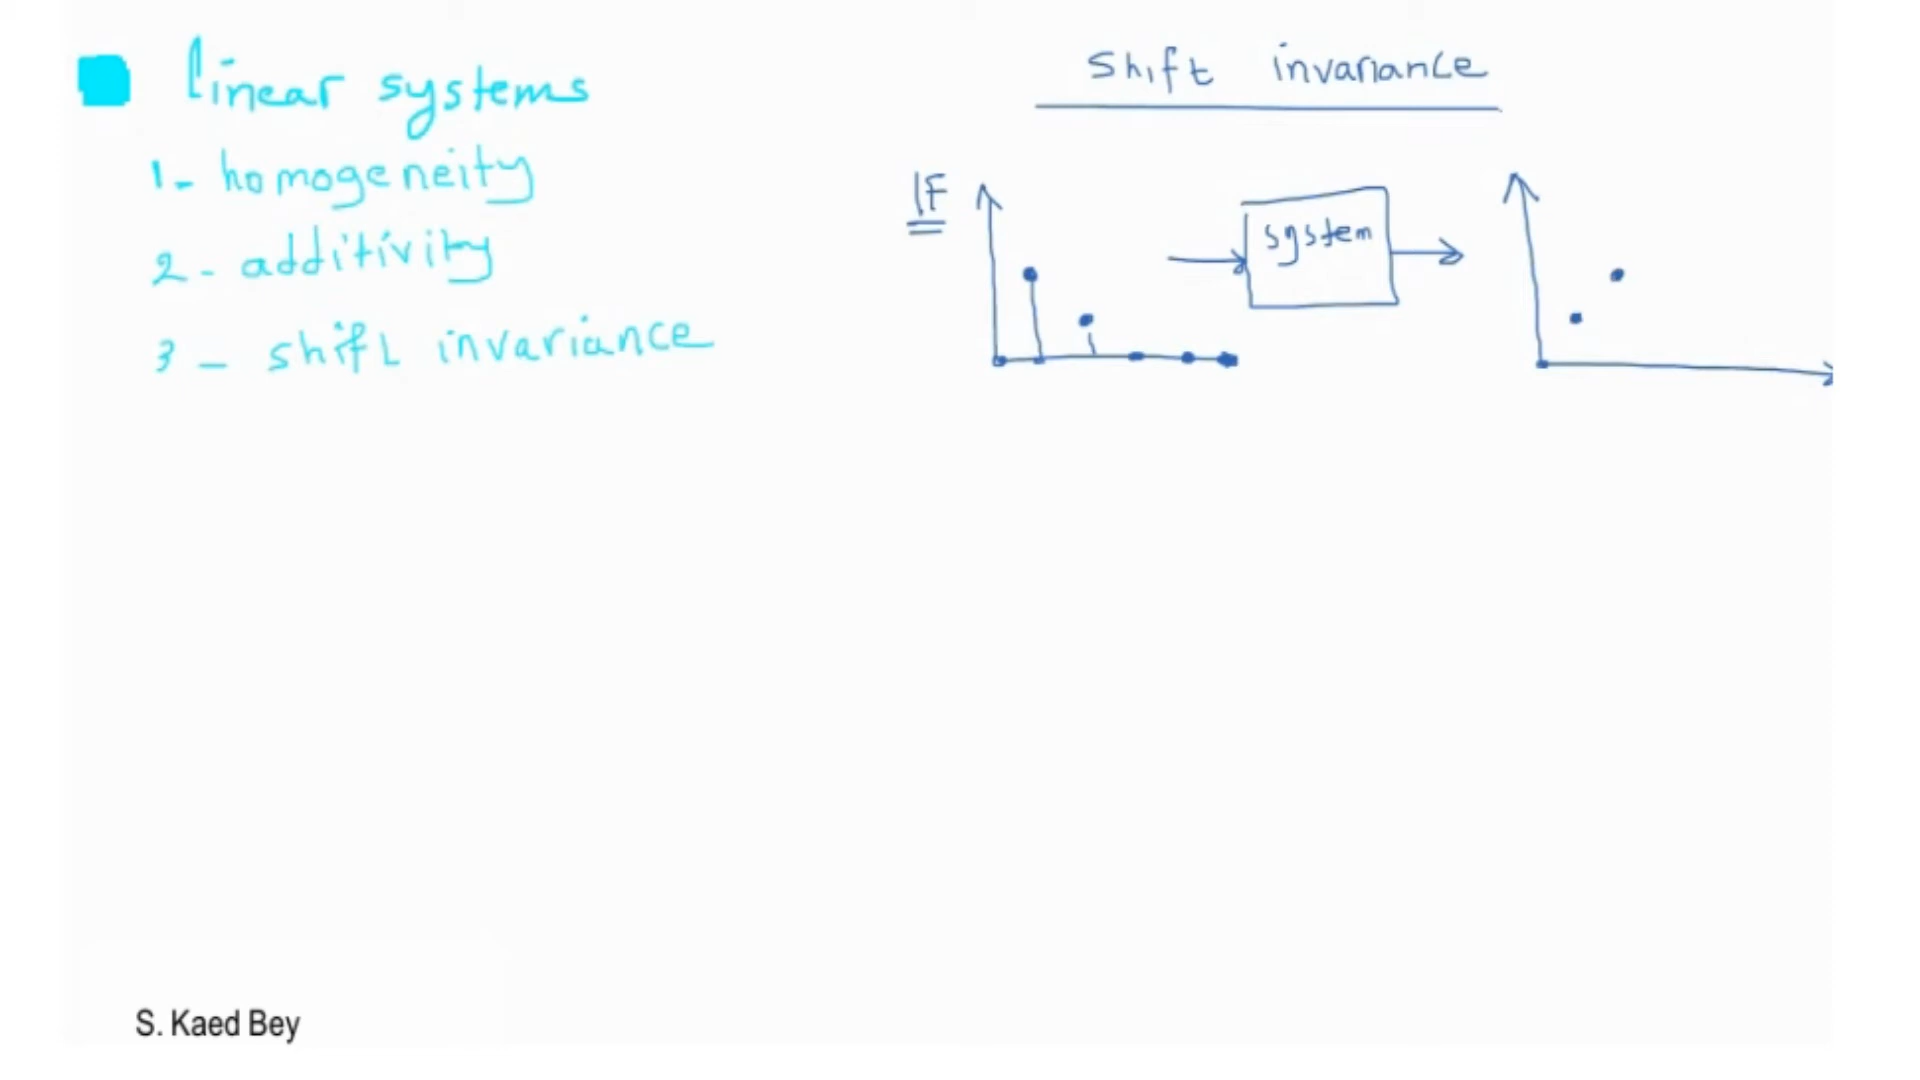 linear systems
1- homogeneity
2- additivity
3- shift invariance
shift invariance
IF
system
S. Kaed Bey